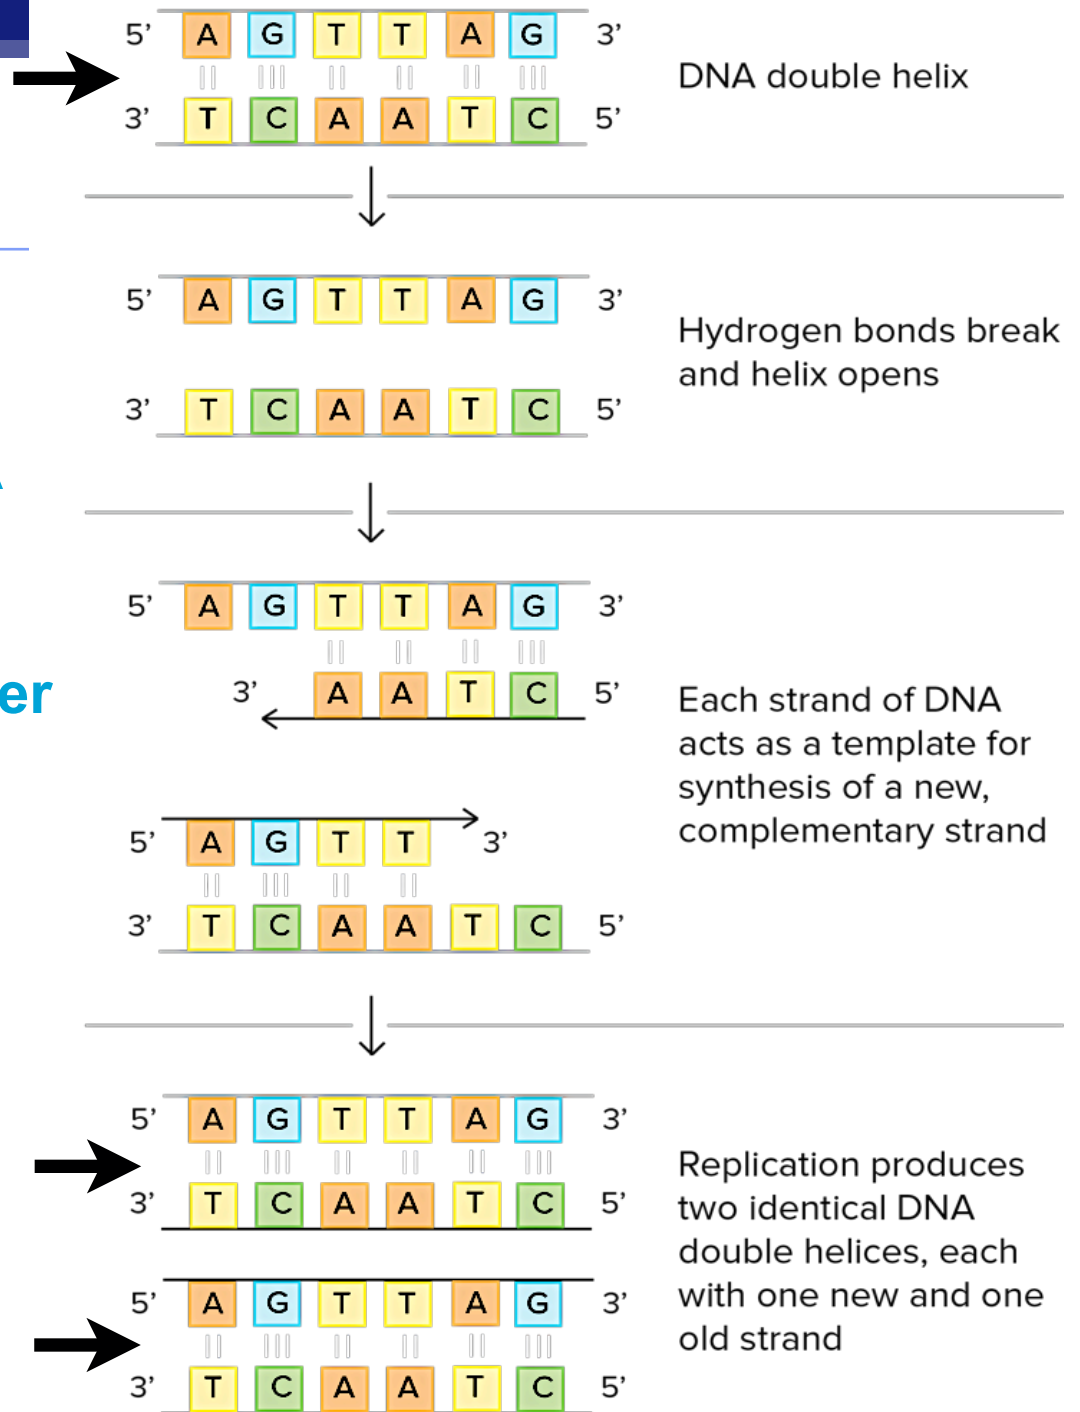 5’ A G T T A G 3’
3’ T C A A T C 5’
DNA double helix
5’ A G T T A G 3’
3’ T C A A T C 5’
Hydrogen bonds break
and helix opens
5’ A G T T A G 3’
3’ A A T C 5’
5’ A G T T 3’
3’ T C A A T C 5’
Each strand of DNA
acts as a template for
synthesis of a new,
complementary strand
er
5’ A G T T A G 3’
3’ T C A A T C 5’
5’ A G T T A G 3’
3’ T C A A T C 5’
Replication produces
two identical DNA
double helices, each
with one new and one
old strand